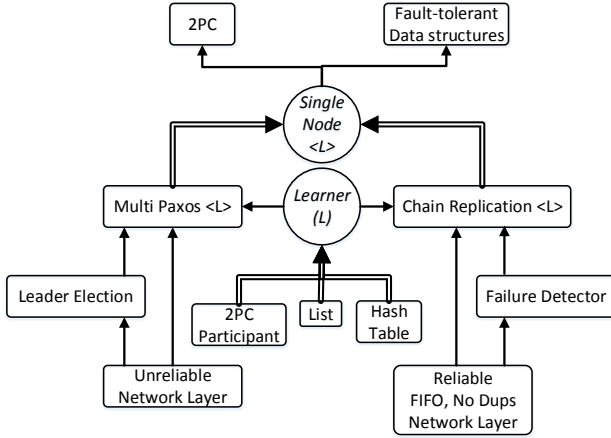 2PC
Fault-tolerant
Data structures
Single
Node
<L>
Multi Paxos <L>
Learner
(L)
Chain Replication <L>
Leader Election
2PC
Participant
List
Hash
Table
Failure Detector
Unreliable
Network Layer
Reliable
FIFO, No Dups
Network Layer